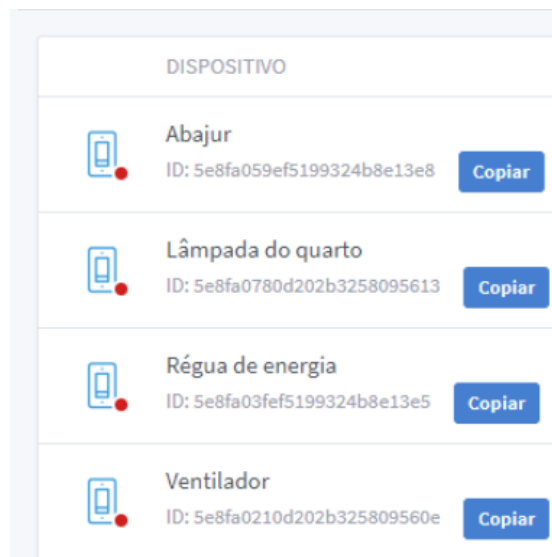 DISPOSITIVO
Abajur
ID: 5e8fa059ef5199324b8e13e8 Copiar
Lâmpada do quarto
ID: 5e8fa0780d202b3258095613 Copiar
Régua de energia
ID: 5e8fa03fef5199324b8e13e5 Copiar
Ventilador
ID: 5e8fa0210d202b325809560e Copiar